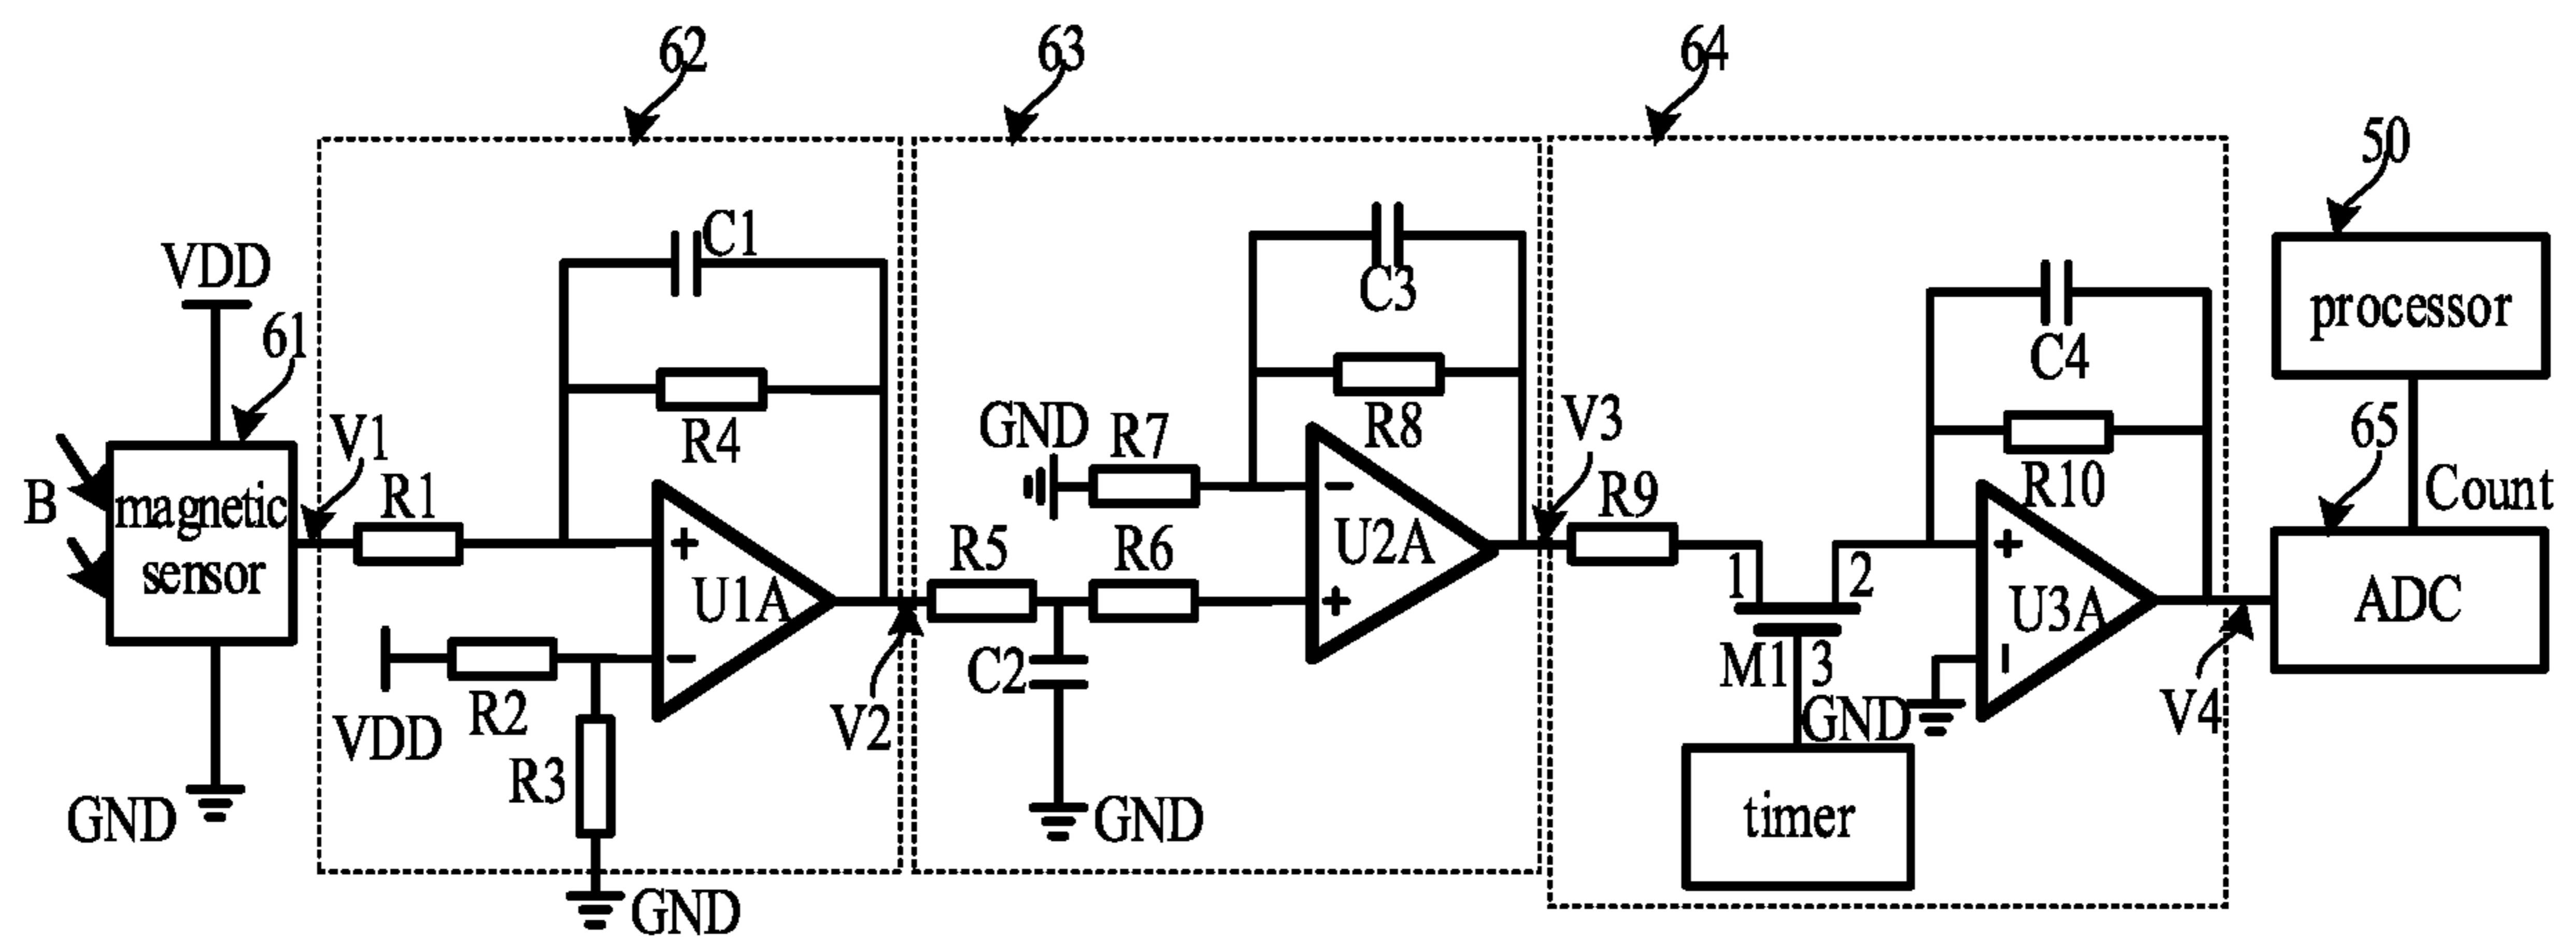 62
63
64
50
VDD
61
C1
C3
C4
processor
V1
R4
GND
R7
R8
V3
R10
65
Count
B
magnetic
sensor
R1
+
U1A
−
VDD
R2
R3
GND
GND
V2
R5
R6
C2
GND
−
U2A
+
R9
1
2
M1
3
timer
+
U3A
GND
V4
ADC